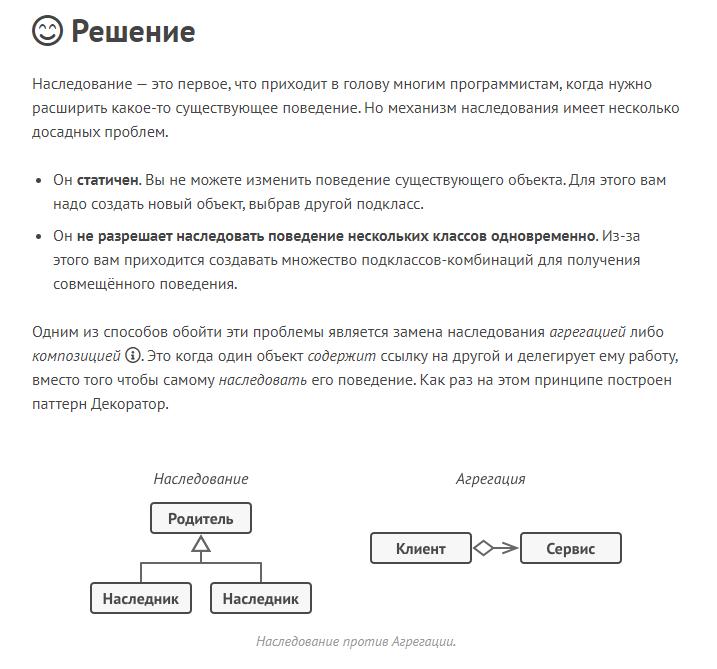 Решение
Наследование — это первое, что приходит в голову многим программистам, когда нужно
расширить какое-то существующее поведение. Но механизм наследования имеет несколько
досадных проблем.
• Он статичен. Вы не можете изменить поведение существующего объекта. Для этого вам
надо создать новый объект, выбрав другой подкласс.
• Он не разрешает наследовать поведение нескольких классов одновременно. Из-за
этого вам приходится создавать множество подклассов-комбинаций для получения
совмещённого поведения.
Одним из способов обойти эти проблемы является замена наследования агрегацией либо
композицией. Это когда один объект содержит ссылку на другой и делегирует ему работу,
вместо того чтобы самому наследовать его поведение. Как раз на этом принципе построен
паттерн Декоратор.
Наследование
Родитель
Наследник
Наследник
Агрегация
Клиент
Сервис
Наследование против Агрегации.